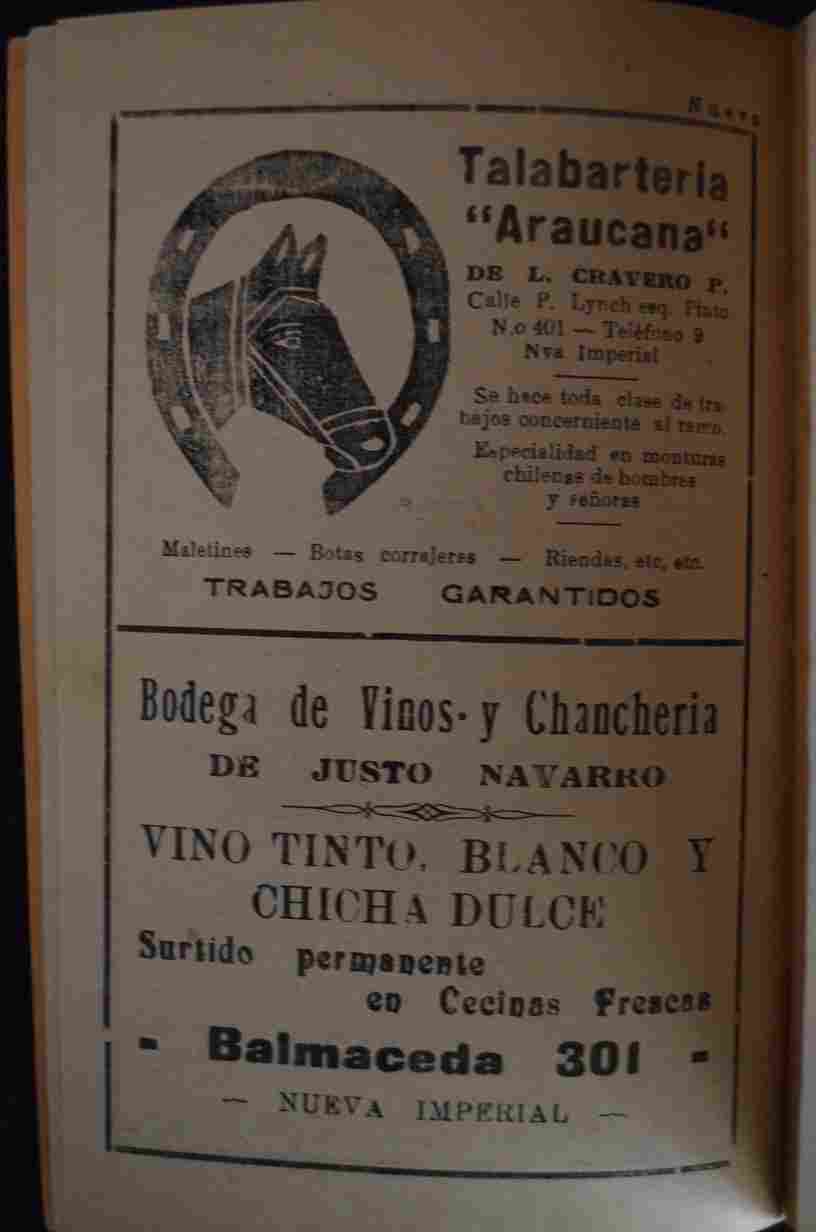 Nueva
Talabarteria
“Araucana“
DE L. CRAVERO P.
Calle P. Lynch esq. Pinto
N.o 401 — Teléfono 9
Nva Imperial
Se hace toda clase de tra-
bajos concerniente al ramo.
Especialidad en monturas
chilenas de hombres
y señoras
Maletines — Botas corrajeras — Riendas, etc, etc.
TRABAJOS GARANTIDOS
Bodega de Vinos- y Chancheria
DE JUSTO NAVARRO
VINO TINTO, BLANCO Y
CHICHA DULCE
Surtido permanente
en Cecinas Frescas
- Balmaceda 301 -
— NUEVA IMPERIAL —